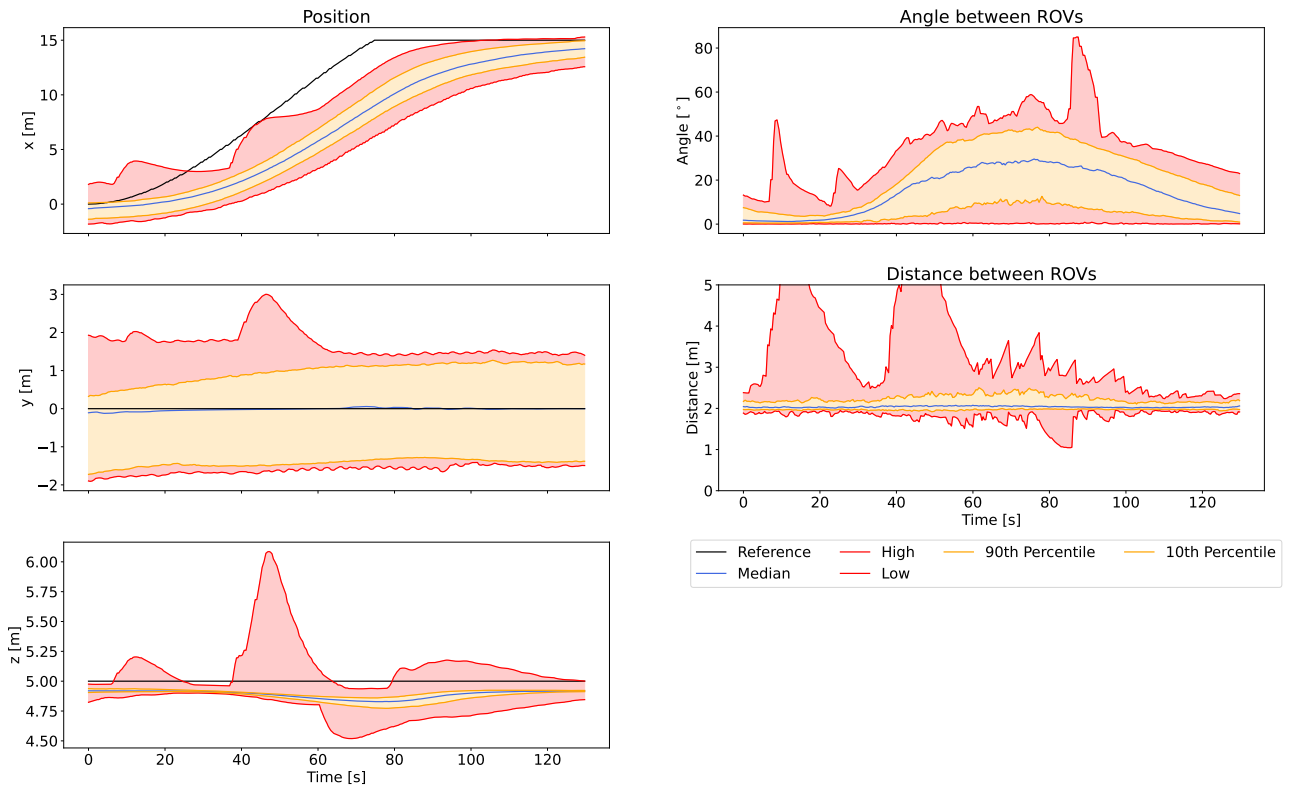 Position
15
10
5
0
x [m]
3
2
1
0
−1
−2
y [m]
6.00
5.75
5.50
5.25
5.00
4.75
4.50
z [m]
0 20 40 60 80 100 120
Time [s]
Angle between ROVs
80
60
40
20
0
Angle [°]
Distance between ROVs
5
4
3
2
1
0
Distance [m]
0 20 40 60 80 100 120
Time [s]
Reference High 90th Percentile 10th Percentile
Median Low